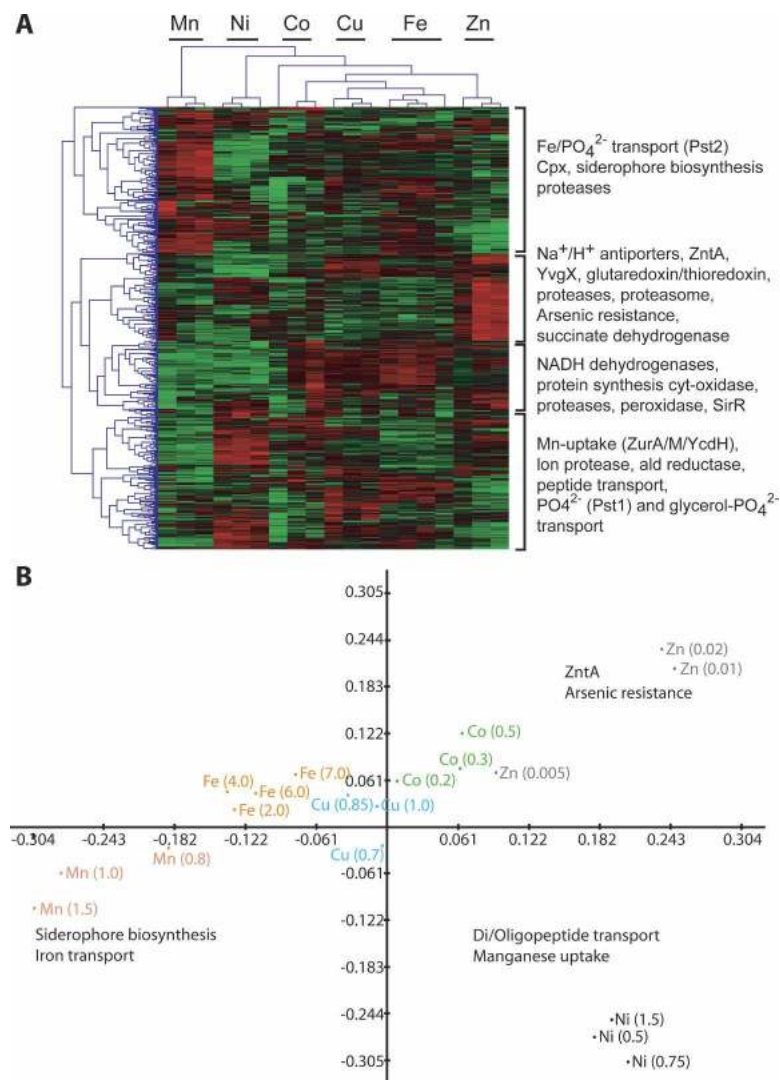 A
Mn Ni Co Cu Fe Zn
Fe/PO4²⁻ transport (Pst2)
Cpx, siderophore biosynthesis
proteases
Na⁺/H⁺ antiporters, ZntA,
YvgX, glutaredoxin/thioredoxin,
proteases, proteasome,
Arsenic resistance,
succinate dehydrogenase
NADH dehydrogenases,
protein synthesis cyt-oxidase,
proteases, peroxidase, SirR
Mn-uptake (ZurA/M/YcdH),
lon protease, ald reductase,
peptide transport,
PO4²⁻ (Pst1) and glycerol-PO4²⁻
transport
B
0.305
0.244
Zn (0.02)
Zn (0.01)
0.183
ZntA
Arsenic resistance
0.122
Co (0.5)
Co (0.3)
Zn (0.005)
0.061
Co (0.2)
Fe (7.0)
Fe (4.0)
Fe (6.0)
Fe (2.0)
Cu (0.85)
Cu (1.0)
-0.304 -0.243 -0.182 -0.122 -0.061 0.061 0.122 0.182 0.243 0.304
Cu (0.7)
Mn (0.8)
-0.061
Mn (1.0)
Mn (1.5)
-0.122
Siderophore biosynthesis
Iron transport
Di/Oligopeptide transport
Manganese uptake
-0.183
-0.244
Ni (1.5)
Ni (0.5)
-0.305
Ni (0.75)